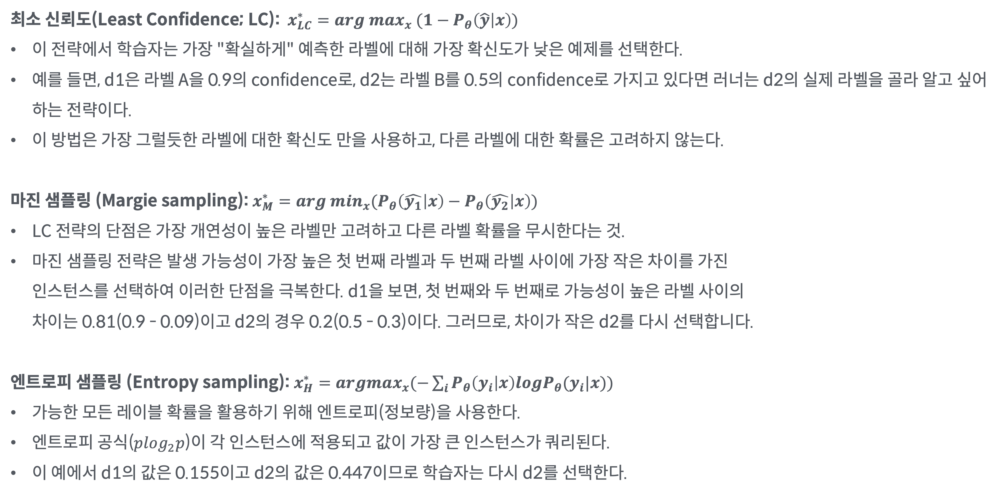 최소 신뢰도(Least Confidence; LC): $x^*_{LC} = arg\ max_x\ (1 - P_\theta(\hat{y}|x))$
• 이 전략에서 학습자는 가장 "확실하게" 예측한 라벨에 대해 가장 확신도가 낮은 예제를 선택한다.
• 예를 들면, d1은 라벨 A을 0.9의 confidence로, d2는 라벨 B를 0.5의 confidence로 가지고 있다면 러너는 d2의 실제 라벨을 골라 알고 싶어
하는 전략이다.
• 이 방법은 가장 그럴듯한 라벨에 대한 확신도 만을 사용하고, 다른 라벨에 대한 확률은 고려하지 않는다.
마진 샘플링 (Margie sampling): $x^*_M = arg\ min_x(P_\theta(\hat{y_1}|x) - P_\theta(\hat{y_2}|x))$
• LC 전략의 단점은 가장 개연성이 높은 라벨만 고려하고 다른 라벨 확률을 무시한다는 것.
• 마진 샘플링 전략은 발생 가능성이 가장 높은 첫 번째 라벨과 두 번째 라벨 사이에 가장 작은 차이를 가진
인스턴스를 선택하여 이러한 단점을 극복한다. d1을 보면, 첫 번째와 두 번째로 가능성이 높은 라벨 사이의
차이는 0.81(0.9 - 0.09)이고 d2의 경우 0.2(0.5 - 0.3)이다. 그러므로, 차이가 작은 d2를 다시 선택합니다.
엔트로피 샘플링 (Entropy sampling): $x^*_H = argmax_x(-\sum_i P_\theta(y_i|x)logP_\theta(y_i|x))$
• 가능한 모든 레이블 확률을 활용하기 위해 엔트로피(정보량)을 사용한다.
• 엔트로피 공식($plog_2p$)이 각 인스턴스에 적용되고 값이 가장 큰 인스턴스가 쿼리된다.
• 이 예에서 d1의 값은 0.155이고 d2의 값은 0.447이므로 학습자는 다시 d2를 선택한다.